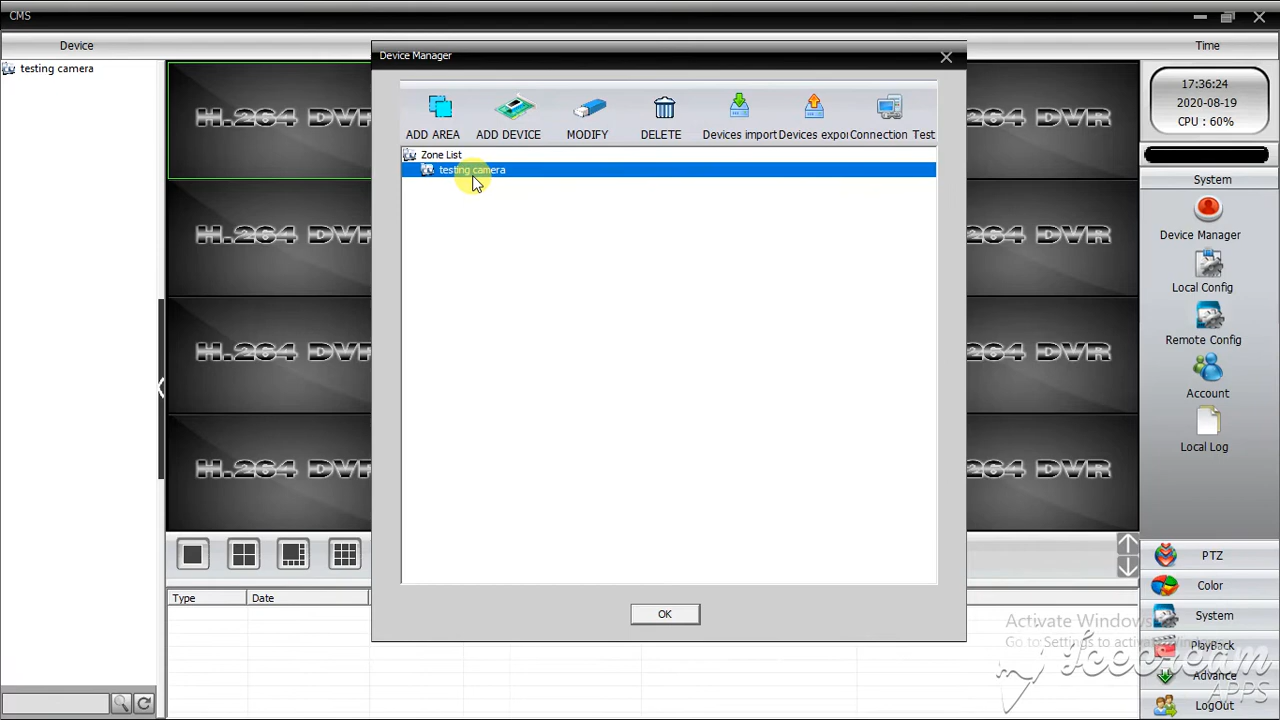 CMS
Device
Time
testing camera
Device Manager
ADD AREA
ADD DEVICE
MODIFY
DELETE
Devices import
Devices expor
Connection Test
Zone List
testing camera
H.264 DVR
264 DVR
H.264 DVR
264 DVR
H.264 DVR
264 DVR
H.264 DVR
264 DVR
17:36:24
2020-08-19
CPU : 60%
System
Device Manager
Local Config
Remote Config
Account
Local Log
OK
PTZ
Color
System
PlayBack
Advance
LogOut
Type
Date
Activate Windows
Go to Settings to activate Windows.
Icecream
APPS